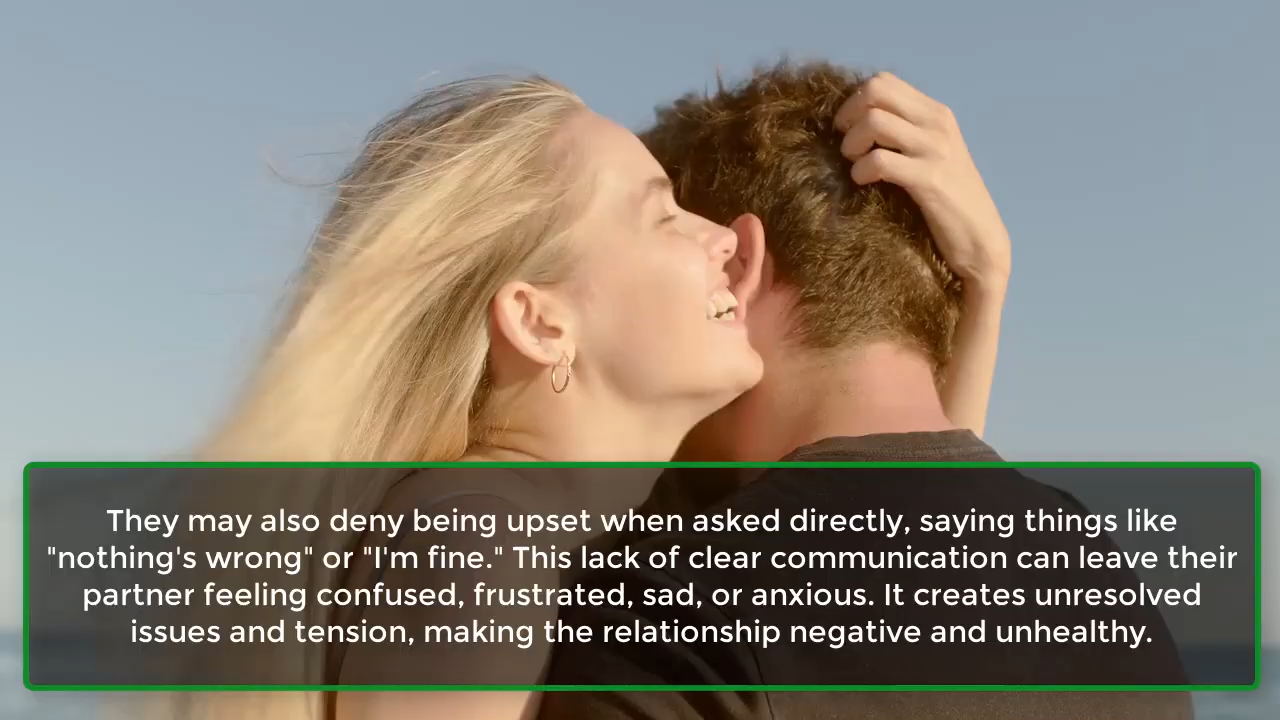 They may also deny being upset when asked directly, saying things like
"nothing's wrong" or "I'm fine." This lack of clear communication can leave their
partner feeling confused, frustrated, sad, or anxious. It creates unresolved
issues and tension, making the relationship negative and unhealthy.